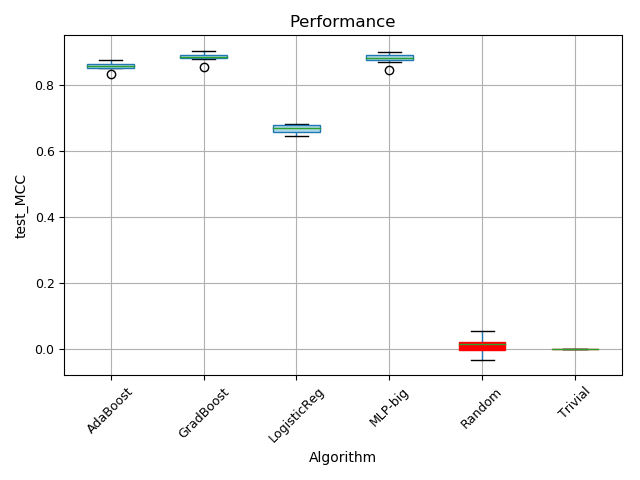 Performance
test_MCC
0.8
0.6
0.4
0.2
0.0
AdaBoost
GradBoost
LogisticReg
MLP-big
Random
Trivial
Algorithm